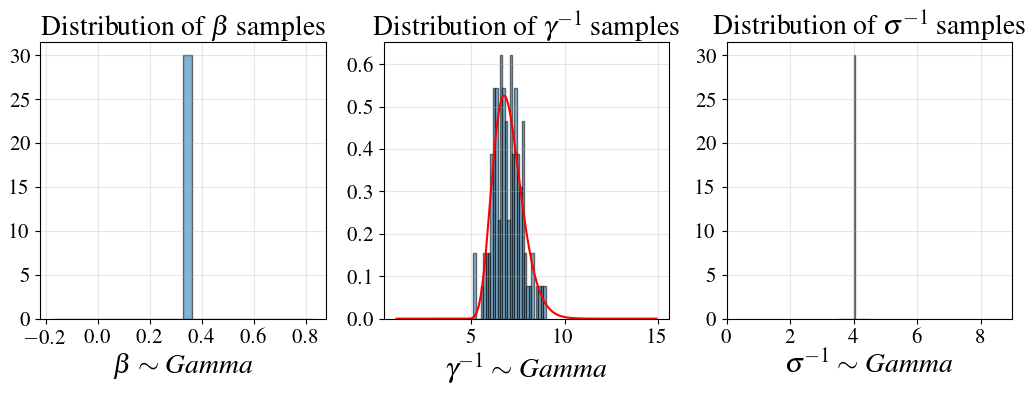 Distribution of β samples
30
25
20
15
10
5
0
−0.2 0.0 0.2 0.4 0.6 0.8
β ∼ Gamma
Distribution of γ⁻¹ samples
0.6
0.5
0.4
0.3
0.2
0.1
0.0
5 10 15
γ⁻¹ ∼ Gamma
Distribution of σ⁻¹ samples
30
25
20
15
10
5
0
0 2 4 6 8
σ⁻¹ ∼ Gamma